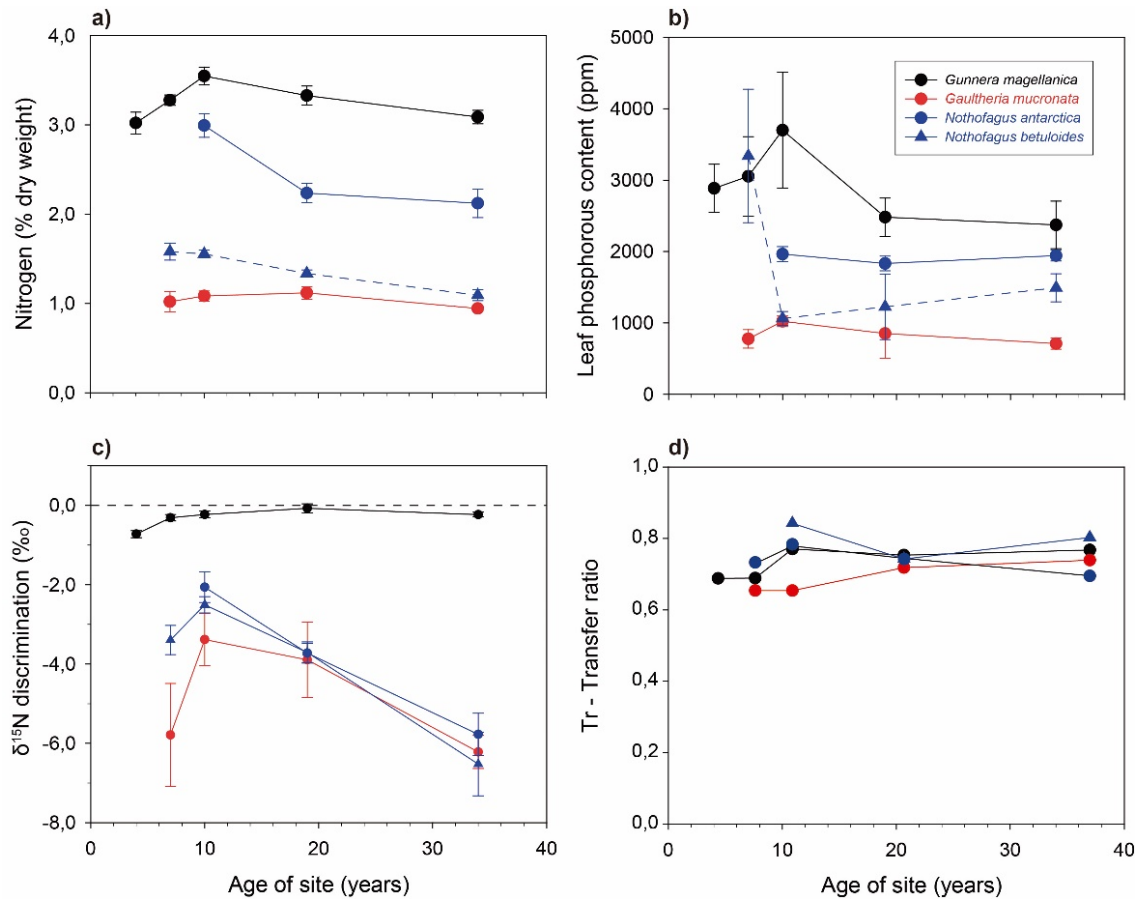 a)
4,0
3,0
2,0
1,0
0,0
Nitrogen (% dry weight)
b)
5000
4000
3000
2000
1000
0
Leaf phosphorous content (ppm)
Gunnera magellanica
Gaultheria mucronata
Nothofagus antarctica
Nothofagus betuloides
c)
0,0
-2,0
-4,0
-6,0
-8,0
δ¹⁵N discrimination (‰)
0 10 20 30 40
Age of site (years)
d)
1,0
0,8
0,6
0,4
0,2
0,0
Tr - Transfer ratio
0 10 20 30 40
Age of site (years)